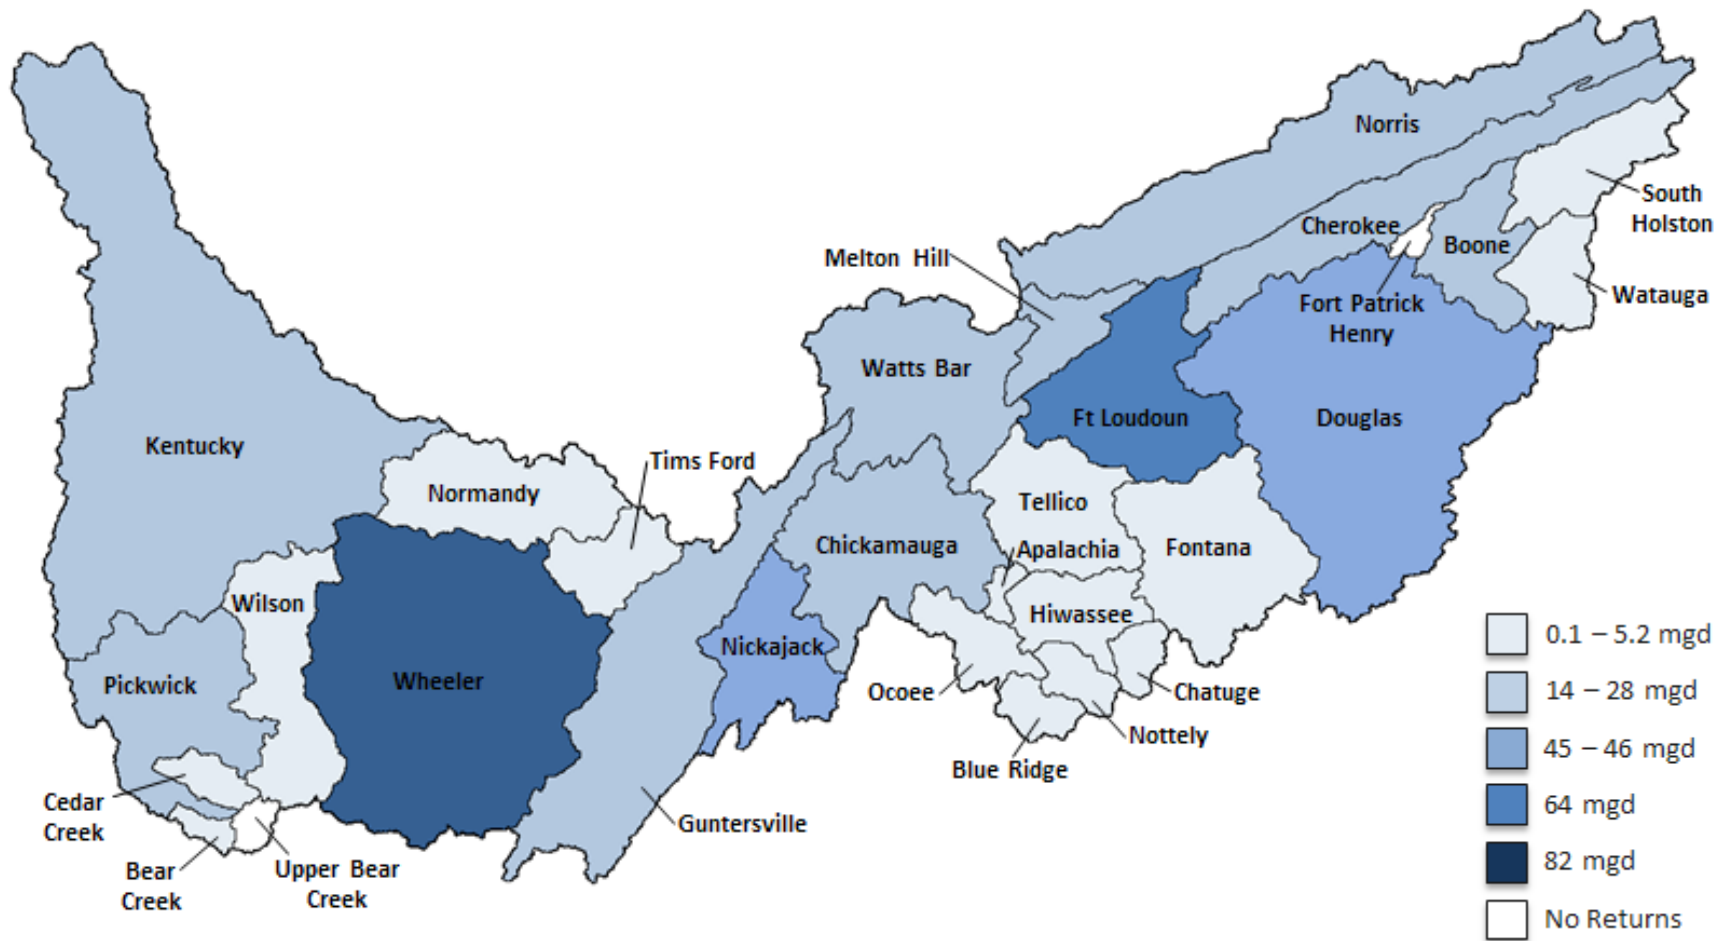 Norris
South
Holston
Cherokee
Boone
Melton Hill
Fort Patrick
Henry
Watauga
Watts Bar
Ft Loudoun
Douglas
Kentucky
Tims Ford
Normandy
Tellico
Chickamauga
Apalachia
Fontana
Wilson
Hiwassee
Nickajack
Pickwick
Wheeler
Ocoee
Chatuge
Nottely
Blue Ridge
Cedar
Creek
Guntersville
Bear
Creek
Upper Bear
Creek
0.1 – 5.2 mgd
14 – 28 mgd
45 – 46 mgd
64 mgd
82 mgd
No Returns